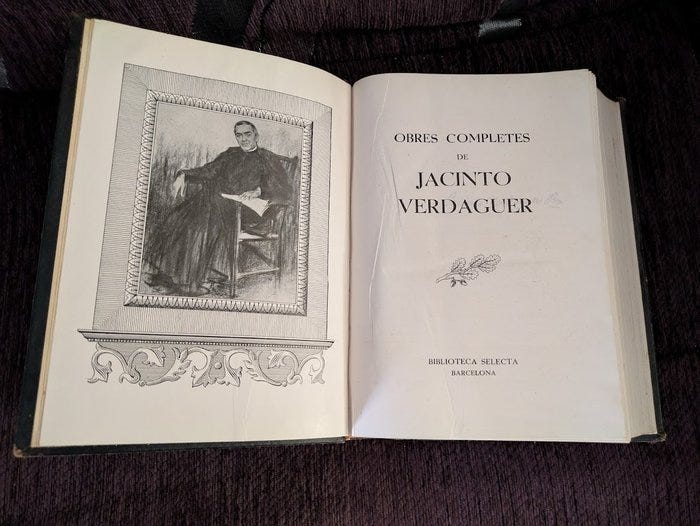 OBRES COMPLETES
DE
JACINTO
VERDAGUER
BIBLIOTECA SELECTA
BARCELONA